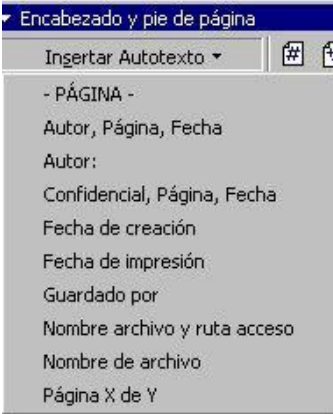 Encabezado y pie de página
Insertar Autotexto
#
- PÁGINA -
Autor, Página, Fecha
Autor:
Confidencial, Página, Fecha
Fecha de creación
Fecha de impresión
Guardado por
Nombre archivo y ruta acceso
Nombre de archivo
Página X de Y